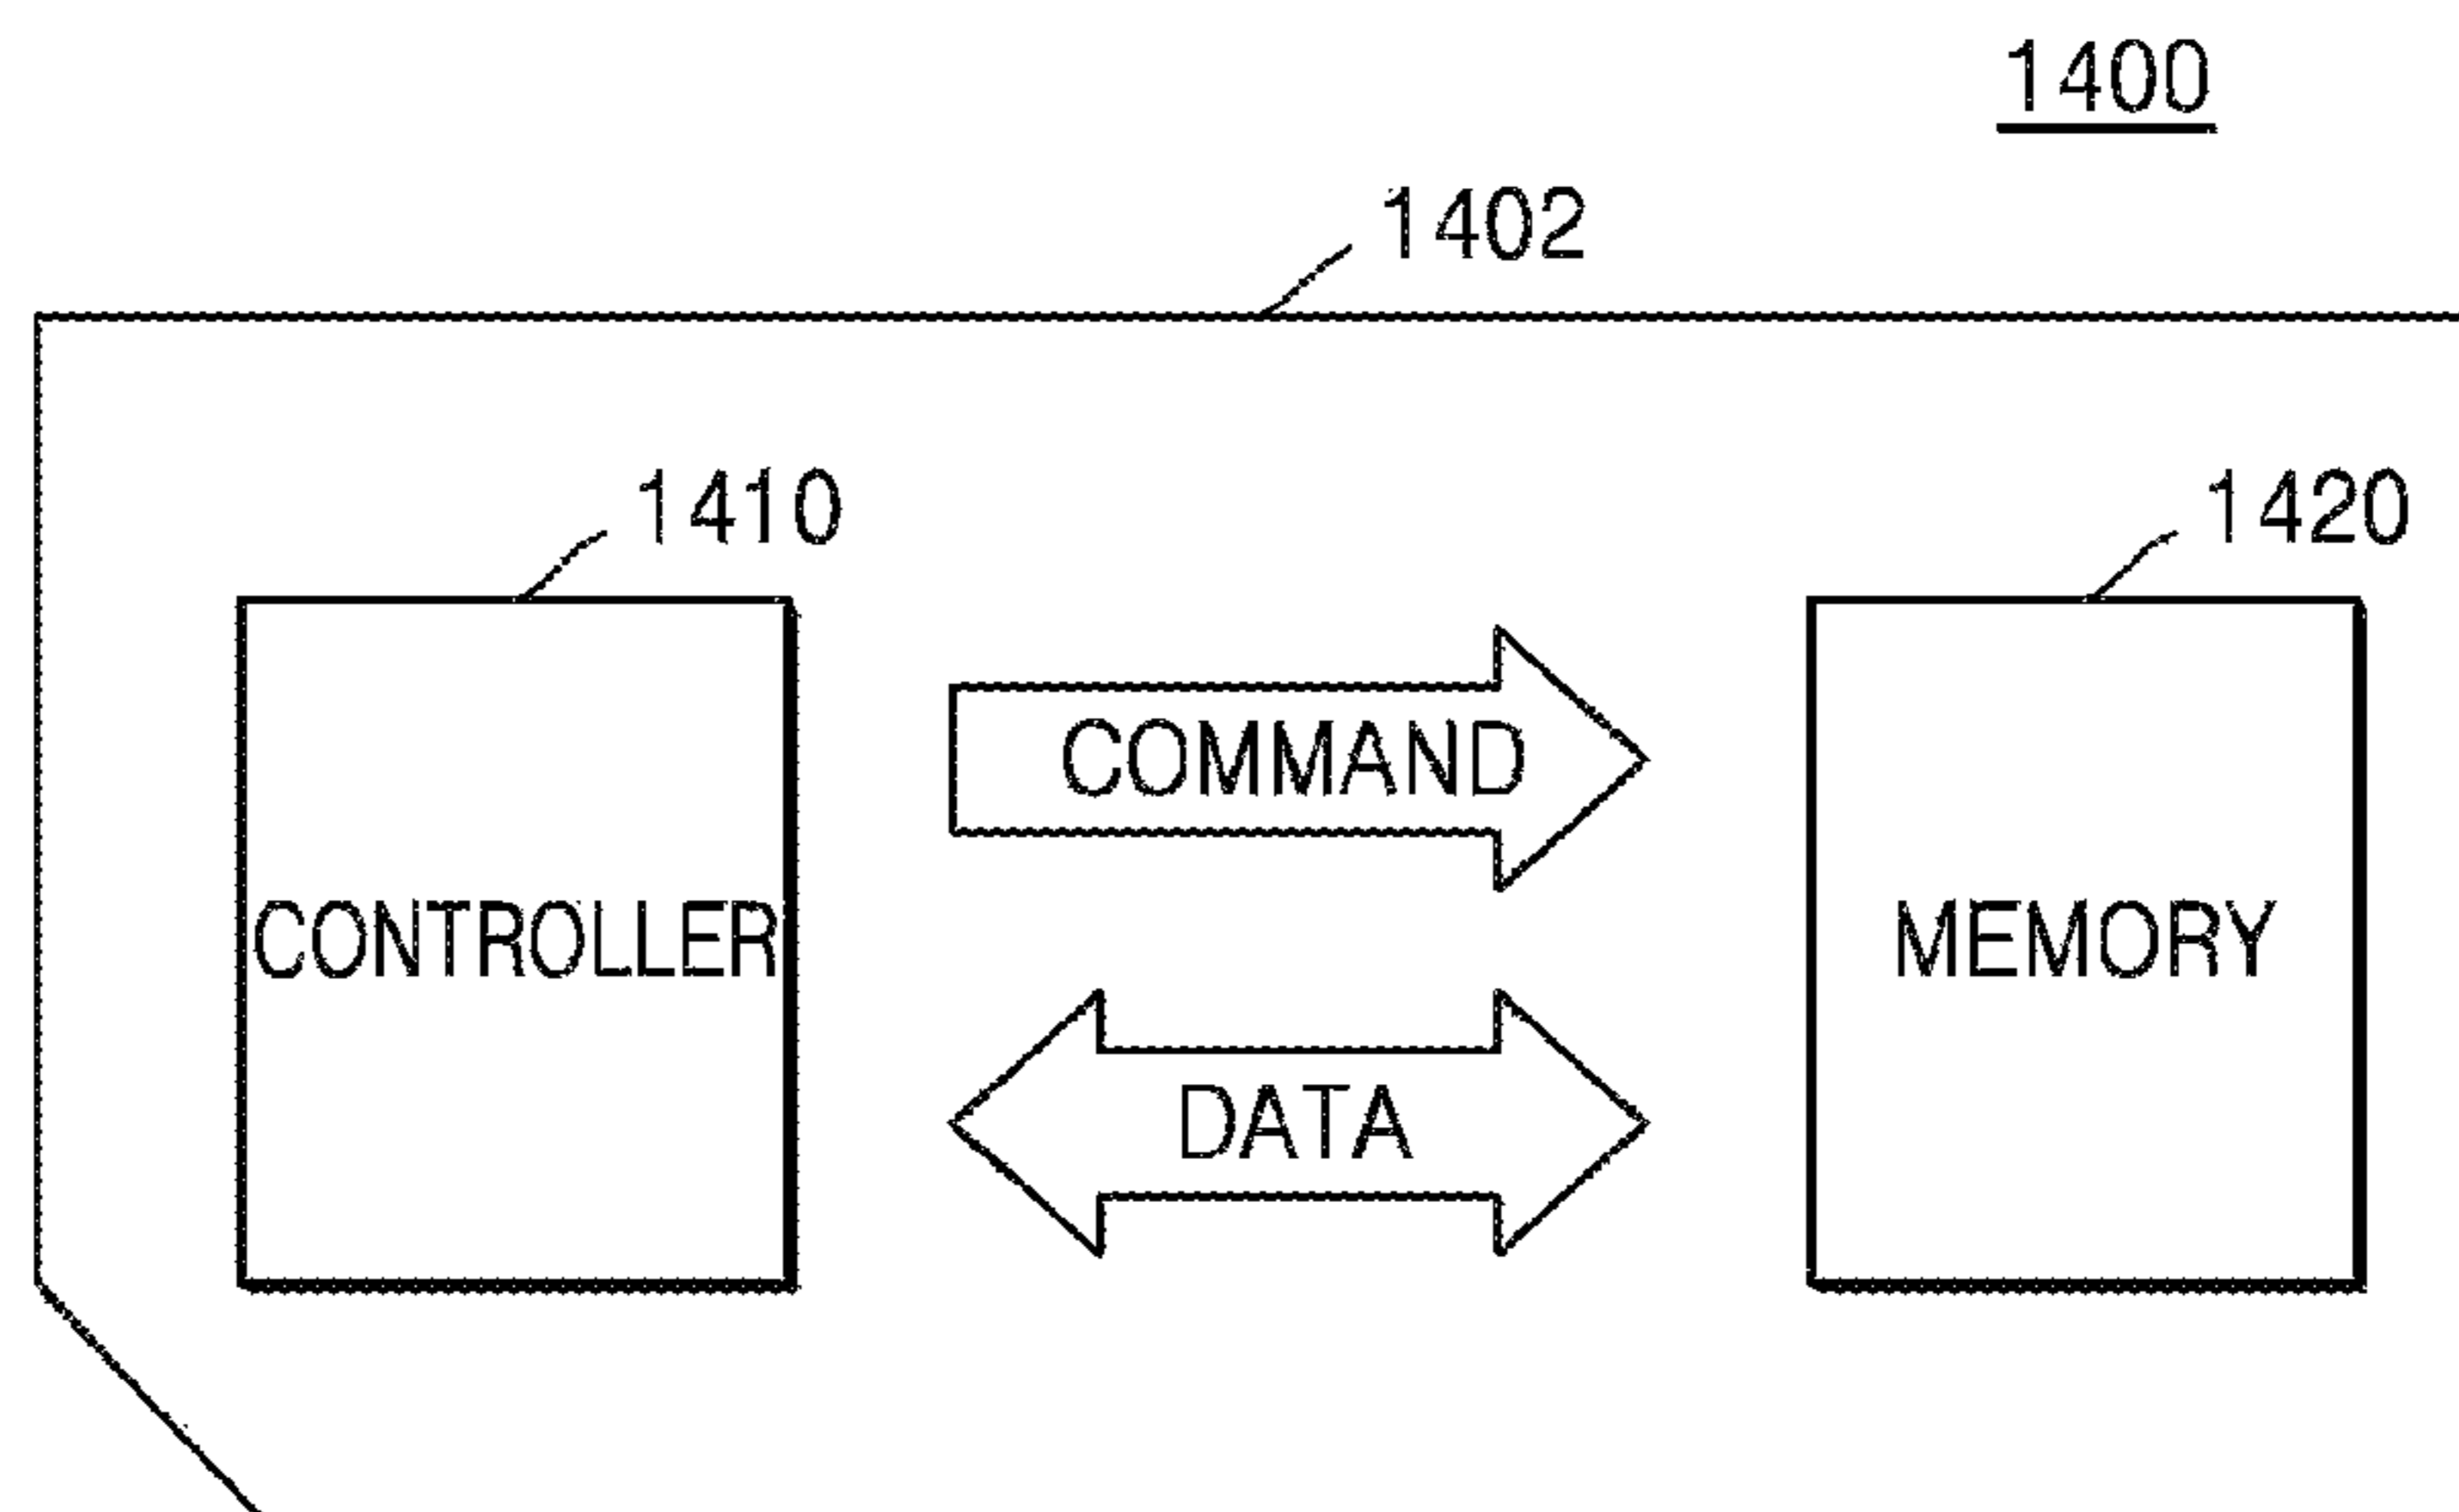 1400
1402
1410
1420
COMMAND
CONTROLLER
MEMORY
DATA